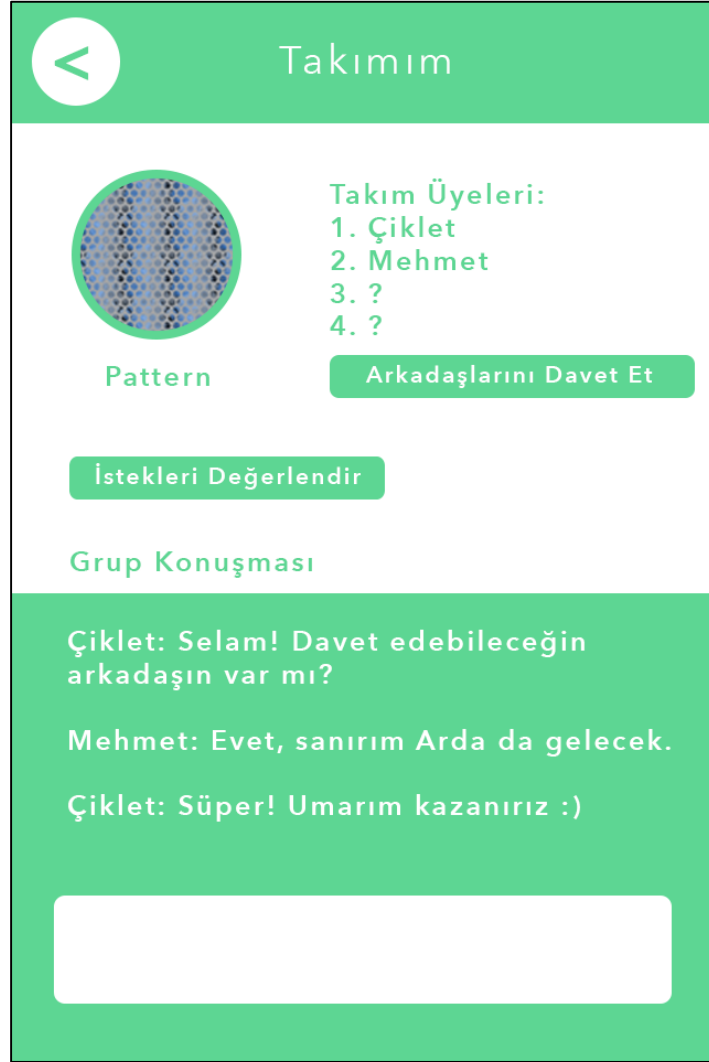 <
Takımım
Takım Üyeleri:
1. Çiklet
2. Mehmet
3. ?
4. ?
Pattern
Arkadaşlarını Davet Et
İstekleri Değerlendir
Grup Konuşması
Çiklet: Selam! Davet edebileceğin
arkadaşın var mı?
Mehmet: Evet, sanırım Arda da gelecek.
Çiklet: Süper! Umarım kazanırız :)